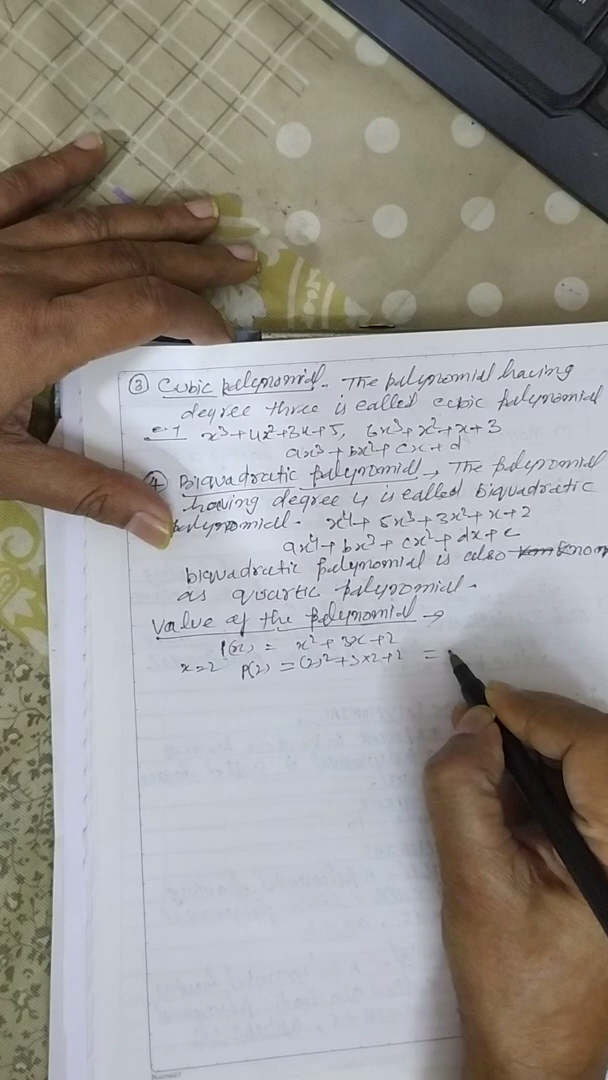 ③ Cubic polynomial. The polynomial having
degree three is called cubic polynomial
e.g x³+4x²+3x+5, 6x³+x²+x+3
ax³+bx²+cx+d
④ Biquadratic polynomial → The polynomial
having degree 4 is called biquadratic
polynomial. x⁴+5x³+3x²+x+2
ax⁴+bx³+cx²+dx+e
biquadratic polynomial is also know
as quartic polynomial.
Value of the polynomial →
P(x) = x²+3x+2
x=2 P(2) = (2)²+3×2+2 =